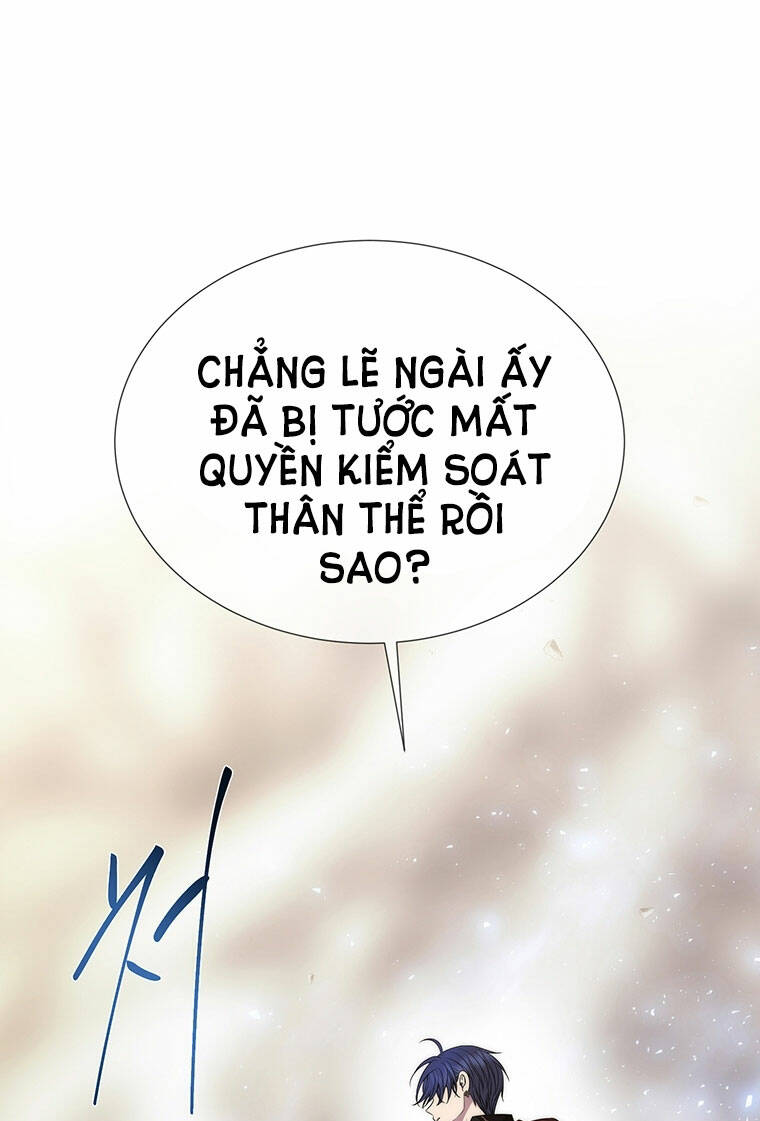 CHẲNG LẼ NGÀI ẤY
ĐÃ BỊ TƯỚC MẤT
QUYỀN KIỂM SOÁT
THÂN THỂ RỒI
SAO?